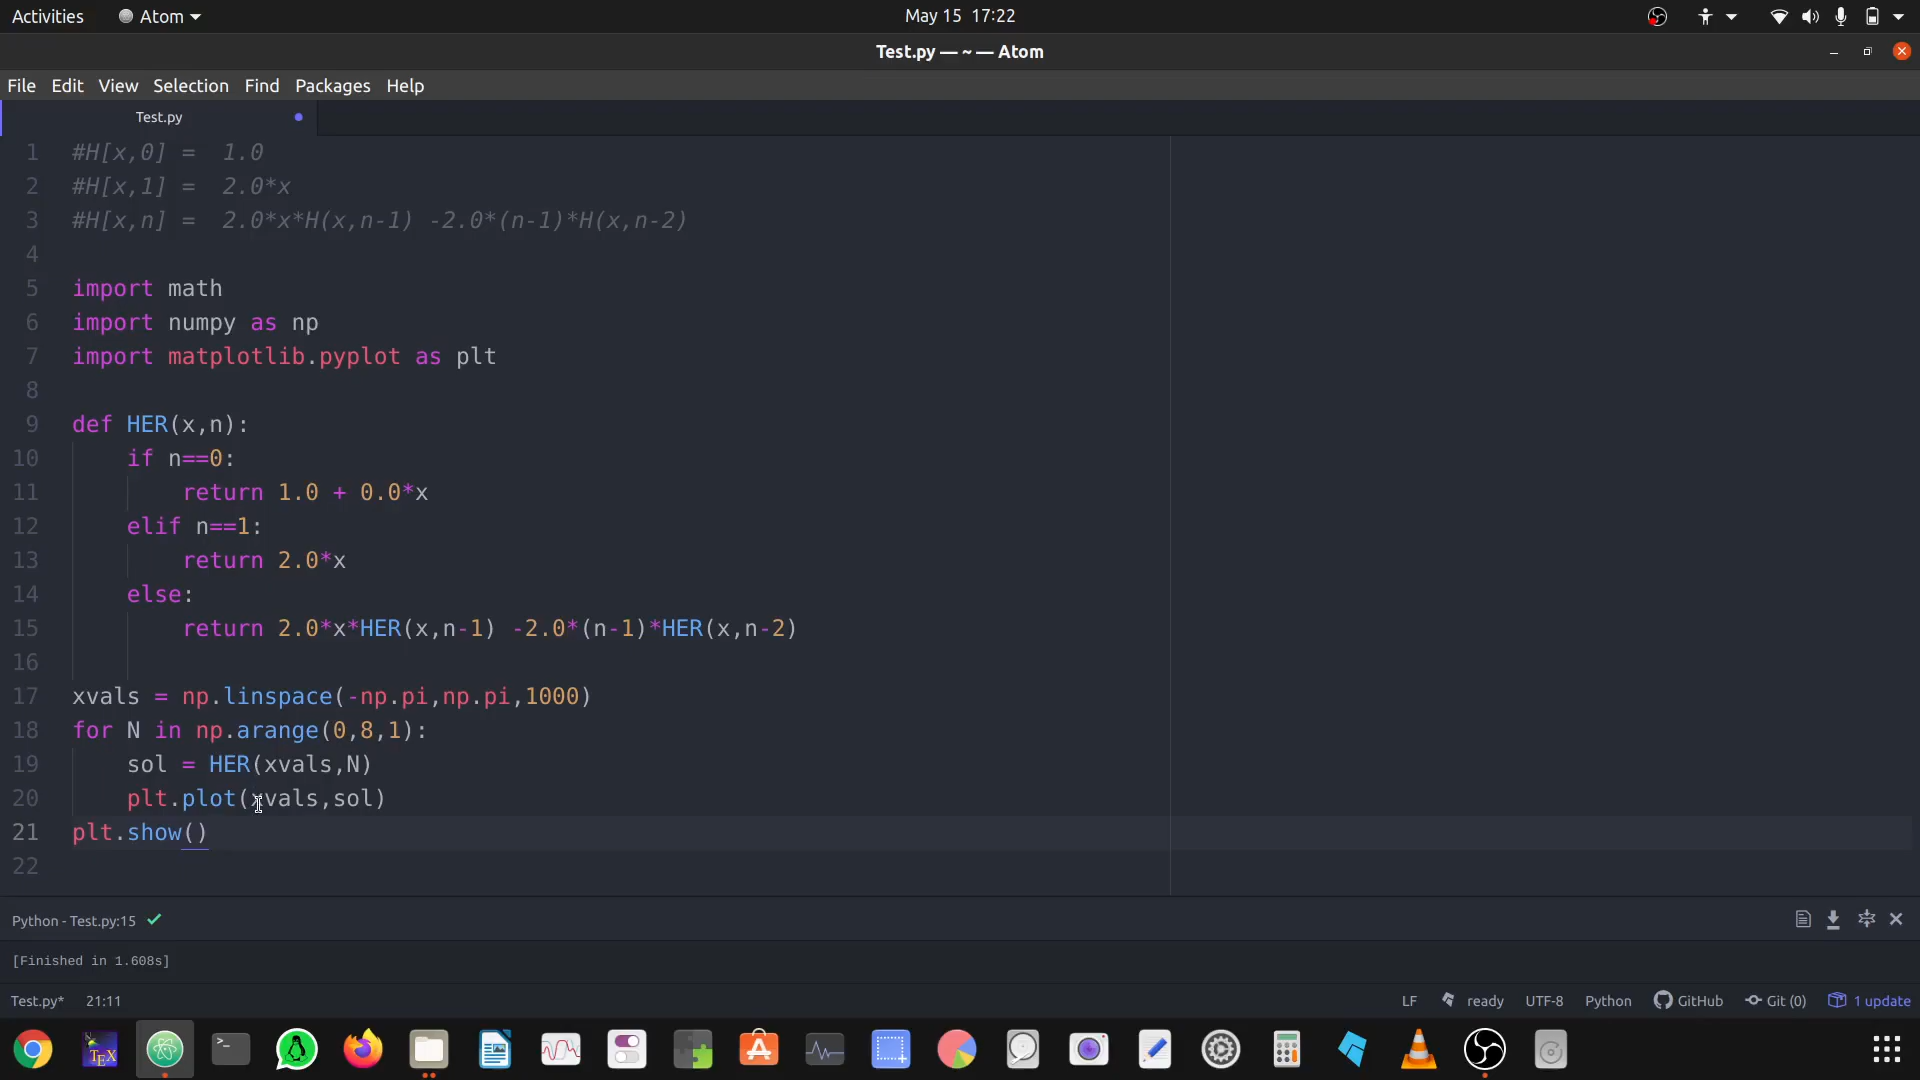 Activities Atom May 15 17:22
Test.py — ~ — Atom
File Edit View Selection Find Packages Help
Test.py
1 #H[x,0] =  1.0
2 #H[x,1] =  2.0*x
3 #H[x,n] =  2.0*x*H(x,n-1) -2.0*(n-1)*H(x,n-2)
4
5 import math
6 import numpy as np
7 import matplotlib.pyplot as plt
8
9 def HER(x,n):
10     if n==0:
11         return 1.0 + 0.0*x
12     elif n==1:
13         return 2.0*x
14     else:
15         return 2.0*x*HER(x,n-1) -2.0*(n-1)*HER(x,n-2)
16
17 xvals = np.linspace(-np.pi,np.pi,1000)
18 for N in np.arange(0,8,1):
19     sol = HER(xvals,N)
20     plt.plot(xvals,sol)
21 plt.show()
22
Python - Test.py:15
[Finished in 1.608s]
Test.py* 21:11 LF ready UTF-8 Python GitHub Git (0) 1 update
TEX